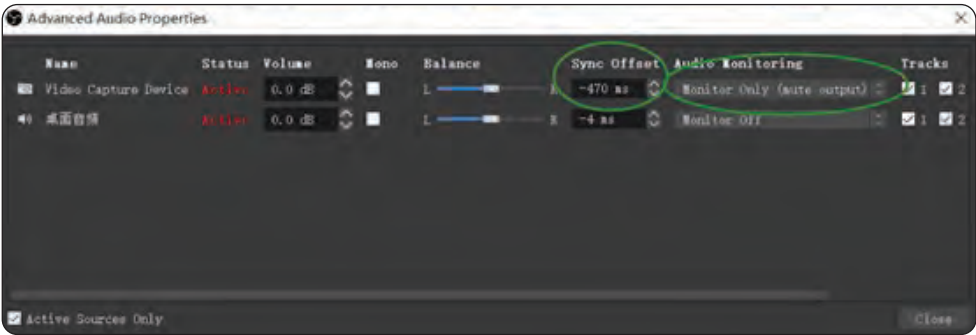 Advanced Audio Properties
Name Status Volume Mono Balance Sync Offset Audio Monitoring Tracks
Video Capture Device Active 0.0 dB L R -470 ms Monitor Only (mute output) 1 2
桌面音頻 Active 0.0 dB L R -4 ms Monitor Off 1 2
Active Sources Only Close